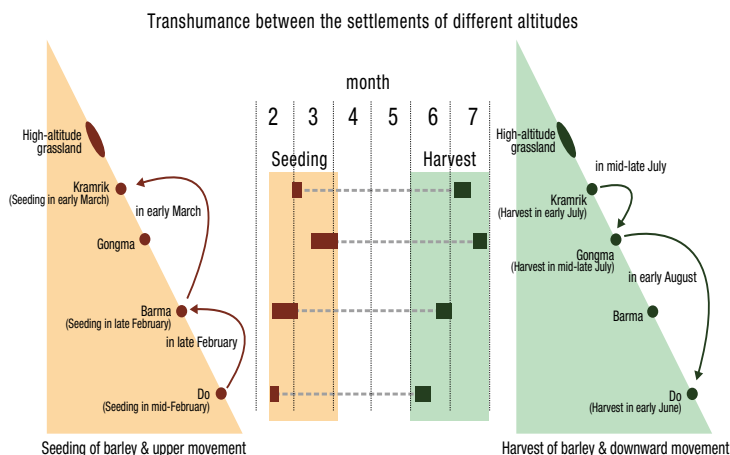 Transhumance between the settlements of different altitudes
month
2 3 4 5 6 7
Seeding Harvest
High-altitude
grassland
Kramrik
(Seeding in early March)
in early March
Gongma
Barma
(Seeding in late February)
in late February
Do
(Seeding in mid-February)
Seeding of barley & upper movement
High-altitude
grassland
in mid-late July
Kramrik
(Harvest in early July)
Gongma
(Harvest in mid-late July)
in early August
Barma
Do
(Harvest in early June)
Harvest of barley & downward movement